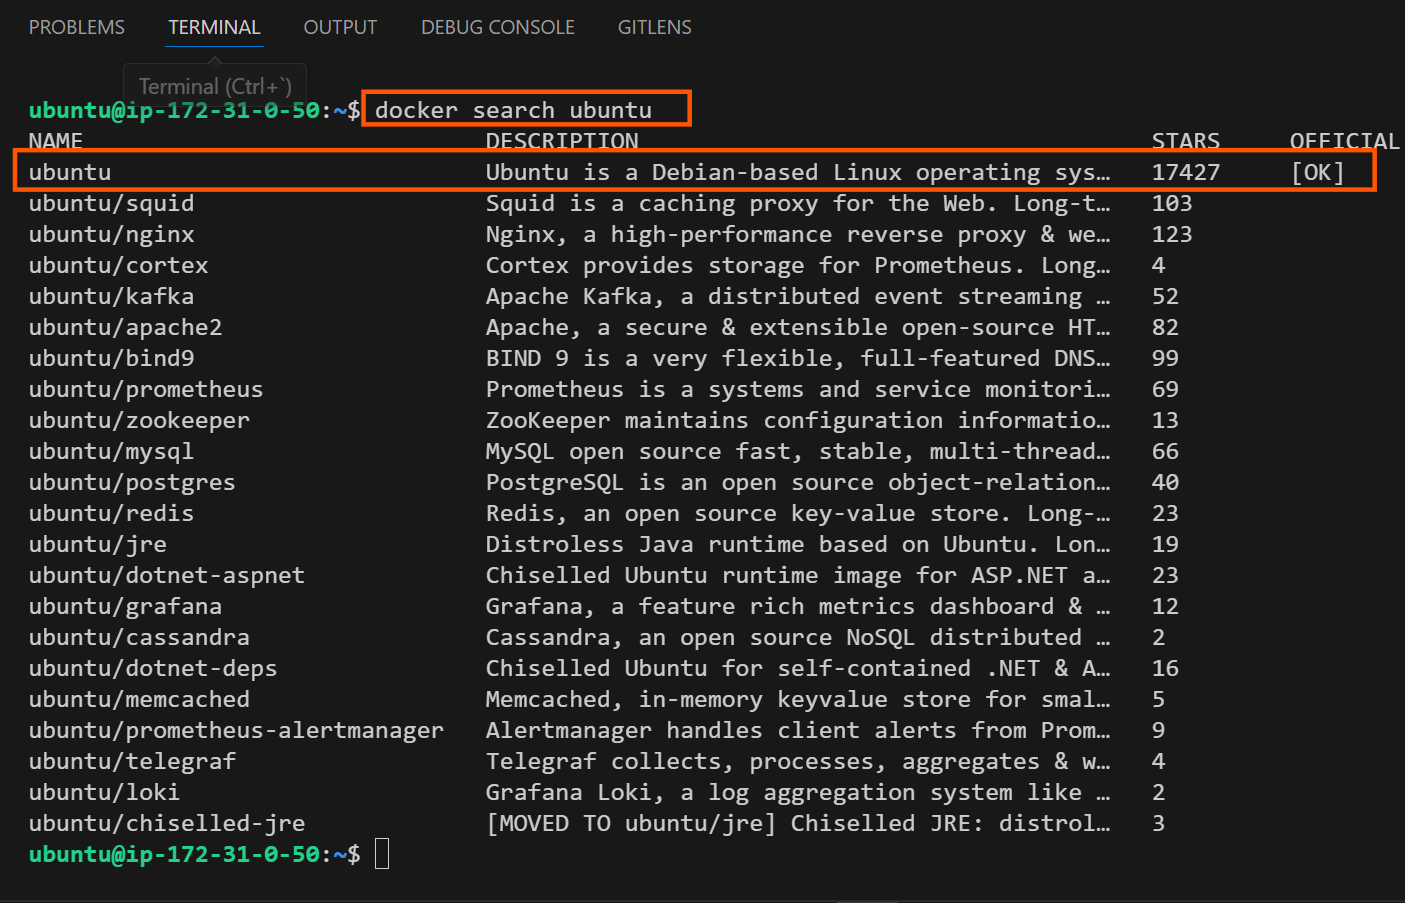 PROBLEMS TERMINAL OUTPUT DEBUG CONSOLE GITLENS
Terminal (Ctrl+`)
ubuntu@ip-172-31-0-50:~$ docker search ubuntu
NAME DESCRIPTION STARS OFFICIAL
ubuntu Ubuntu is a Debian-based Linux operating sys… 17427 [OK]
ubuntu/squid Squid is a caching proxy for the Web. Long-t… 103
ubuntu/nginx Nginx, a high-performance reverse proxy & we… 123
ubuntu/cortex Cortex provides storage for Prometheus. Long… 4
ubuntu/kafka Apache Kafka, a distributed event streaming … 52
ubuntu/apache2 Apache, a secure & extensible open-source HT… 82
ubuntu/bind9 BIND 9 is a very flexible, full-featured DNS… 99
ubuntu/prometheus Prometheus is a systems and service monitori… 69
ubuntu/zookeeper ZooKeeper maintains configuration informatio… 13
ubuntu/mysql MySQL open source fast, stable, multi-thread… 66
ubuntu/postgres PostgreSQL is an open source object-relation… 40
ubuntu/redis Redis, an open source key-value store. Long-… 23
ubuntu/jre Distroless Java runtime based on Ubuntu. Lon… 19
ubuntu/dotnet-aspnet Chiselled Ubuntu runtime image for ASP.NET a… 23
ubuntu/grafana Grafana, a feature rich metrics dashboard & … 12
ubuntu/cassandra Cassandra, an open source NoSQL distributed … 2
ubuntu/dotnet-deps Chiselled Ubuntu for self-contained .NET & A… 16
ubuntu/memcached Memcached, in-memory keyvalue store for smal… 5
ubuntu/prometheus-alertmanager Alertmanager handles client alerts from Prom… 9
ubuntu/telegraf Telegraf collects, processes, aggregates & w… 4
ubuntu/loki Grafana Loki, a log aggregation system like … 2
ubuntu/chiselled-jre [MOVED TO ubuntu/jre] Chiselled JRE: distrol… 3
ubuntu@ip-172-31-0-50:~$